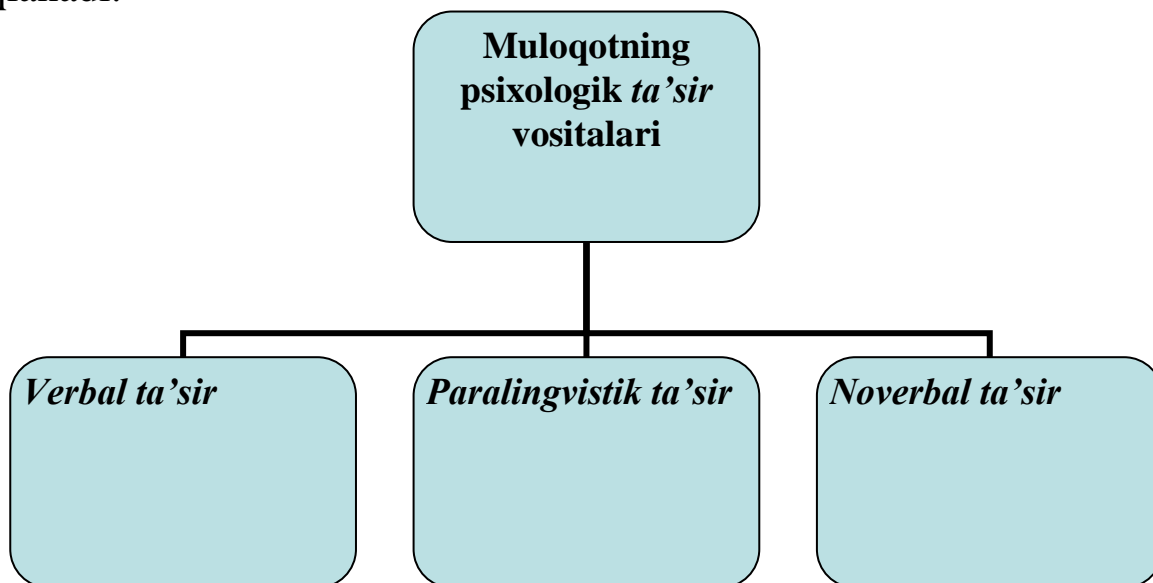 Muloqotning
psixologik ta’sir
vositalari
Verbal ta’sir
Paralingvistik ta’sir
Noverbal ta’sir